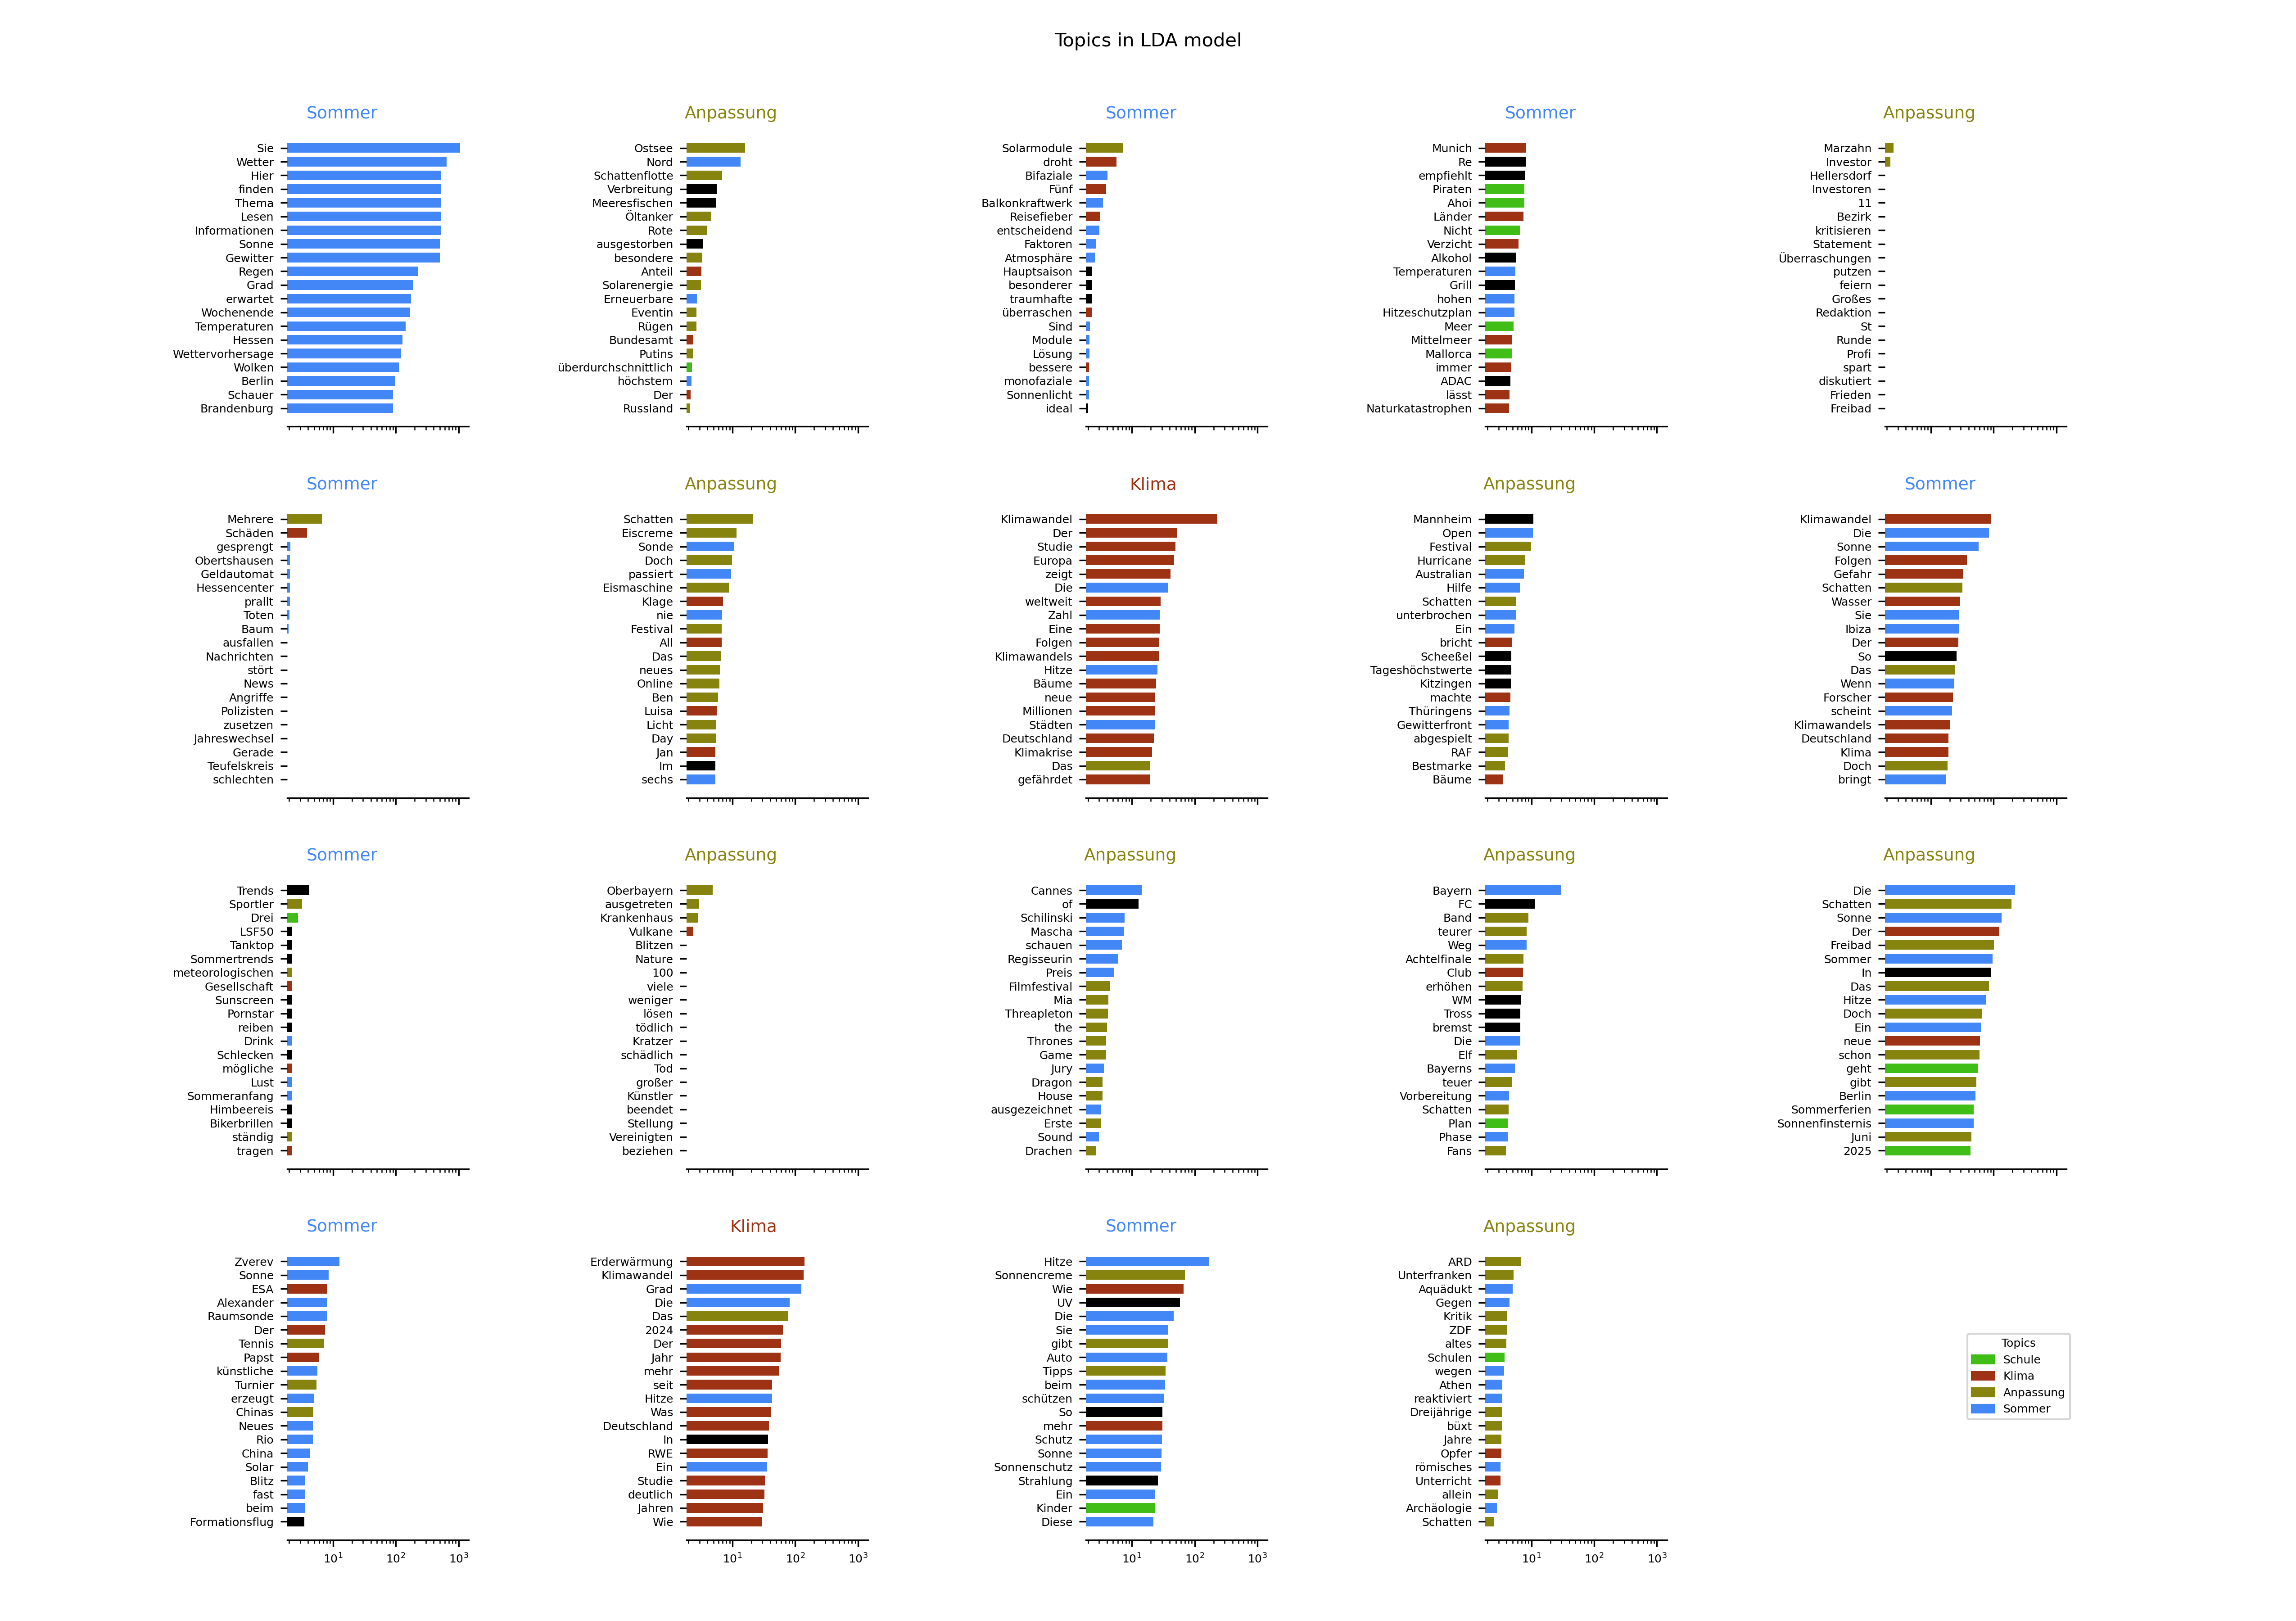 Topics in LDA model
Sommer
Sie
Wetter
Hier
finden
Thema
Lesen
Informationen
Sonne
Gewitter
Regen
Grad
erwartet
Wochenende
Temperaturen
Hessen
Wettervorhersage
Wolken
Berlin
Schauer
Brandenburg
Anpassung
Ostsee
Nord
Schattenflotte
Verbreitung
Meeresfischen
Öltanker
Rote
ausgestorben
besondere
Anteil
Solarenergie
Erneuerbare
Eventin
Rügen
Bundesamt
Putins
überdurchschnittlich
höchstem
Der
Russland
Sommer
Solarmodule
droht
Bifaziale
Fünf
Balkonkraftwerk
Reisefieber
entscheidend
Faktoren
Atmosphäre
Hauptsaison
besonderer
traumhafte
überraschen
Sind
Module
Lösung
bessere
monofaziale
Sonnenlicht
ideal
Sommer
Munich
Re
empfiehlt
Piraten
Ahoi
Länder
Nicht
Verzicht
Alkohol
Temperaturen
Grill
hohen
Hitzeschutzplan
Meer
Mittelmeer
Mallorca
immer
ADAC
lässt
Naturkatastrophen
Anpassung
Marzahn
Investor
Hellersdorf
Investoren
11
Bezirk
kritisieren
Statement
Überraschungen
putzen
feiern
Großes
Redaktion
St
Runde
Profi
spart
diskutiert
Frieden
Freibad
Sommer
Mehrere
Schäden
gesprengt
Obertshausen
Geldautomat
Hessencenter
prallt
Toten
Baum
ausfallen
Nachrichten
stört
News
Angriffe
Polizisten
zusetzen
Jahreswechsel
Gerade
Teufelskreis
schlechten
Anpassung
Schatten
Eiscreme
Sonde
Doch
passiert
Eismaschine
Klage
nie
Festival
All
Das
neues
Online
Ben
Luisa
Licht
Day
Jan
Im
sechs
Klima
Klimawandel
Der
Studie
Europa
zeigt
Die
weltweit
Zahl
Eine
Folgen
Klimawandels
Hitze
Bäume
neue
Millionen
Städten
Deutschland
Klimakrise
Das
gefährdet
Anpassung
Mannheim
Open
Festival
Hurricane
Australian
Hilfe
Schatten
unterbrochen
Ein
bricht
Scheeßel
Tageshöchstwerte
Kitzingen
machte
Thüringens
Gewitterfront
abgespielt
RAF
Bestmarke
Bäume
Sommer
Klimawandel
Die
Sonne
Folgen
Gefahr
Schatten
Wasser
Sie
Ibiza
Der
So
Das
Wenn
Forscher
scheint
Klimawandels
Deutschland
Klima
Doch
bringt
Sommer
Trends
Sportler
Drei
LSF50
Tanktop
Sommertrends
meteorologischen
Gesellschaft
Sunscreen
Pornstar
reiben
Drink
Schlecken
mögliche
Lust
Sommeranfang
Himbeereis
Bikerbrillen
ständig
tragen
Anpassung
Oberbayern
ausgetreten
Krankenhaus
Vulkane
Blitzen
Nature
100
viele
weniger
lösen
tödlich
Kratzer
schädlich
Tod
großer
Künstler
beendet
Stellung
Vereinigten
beziehen
Anpassung
Cannes
of
Schilinski
Mascha
schauen
Regisseurin
Preis
Filmfestival
Mia
Threapleton
the
Thrones
Game
Jury
Dragon
House
ausgezeichnet
Erste
Sound
Drachen
Anpassung
Bayern
FC
Band
teurer
Weg
Achtelfinale
Club
erhöhen
WM
Tross
bremst
Die
Elf
Bayerns
teuer
Vorbereitung
Schatten
Plan
Phase
Fans
Anpassung
Die
Schatten
Sonne
Der
Freibad
Sommer
In
Das
Hitze
Doch
Ein
neue
schon
geht
gibt
Berlin
Sommerferien
Sonnenfinsternis
Juni
2025
Sommer
Zverev
Sonne
ESA
Alexander
Raumsonde
Der
Tennis
Papst
künstliche
Turnier
erzeugt
Chinas
Neues
Rio
China
Solar
Blitz
fast
beim
Formationsflug
10¹ 10² 10³
Klima
Erderwärmung
Klimawandel
Grad
Die
Das
2024
Der
Jahr
mehr
seit
Hitze
Was
Deutschland
In
RWE
Ein
Studie
deutlich
Jahren
Wie
10¹ 10² 10³
Sommer
Hitze
Sonnencreme
Wie
UV
Die
Sie
gibt
Auto
Tipps
beim
schützen
So
mehr
Schutz
Sonne
Sonnenschutz
Strahlung
Ein
Kinder
Diese
10¹ 10² 10³
Anpassung
ARD
Unterfranken
Aquädukt
Gegen
Kritik
ZDF
altes
Schulen
wegen
Athen
reaktiviert
Dreijährige
büxt
Jahre
Opfer
römisches
Unterricht
allein
Archäologie
Schatten
10¹ 10² 10³
Topics
Schule
Klima
Anpassung
Sommer